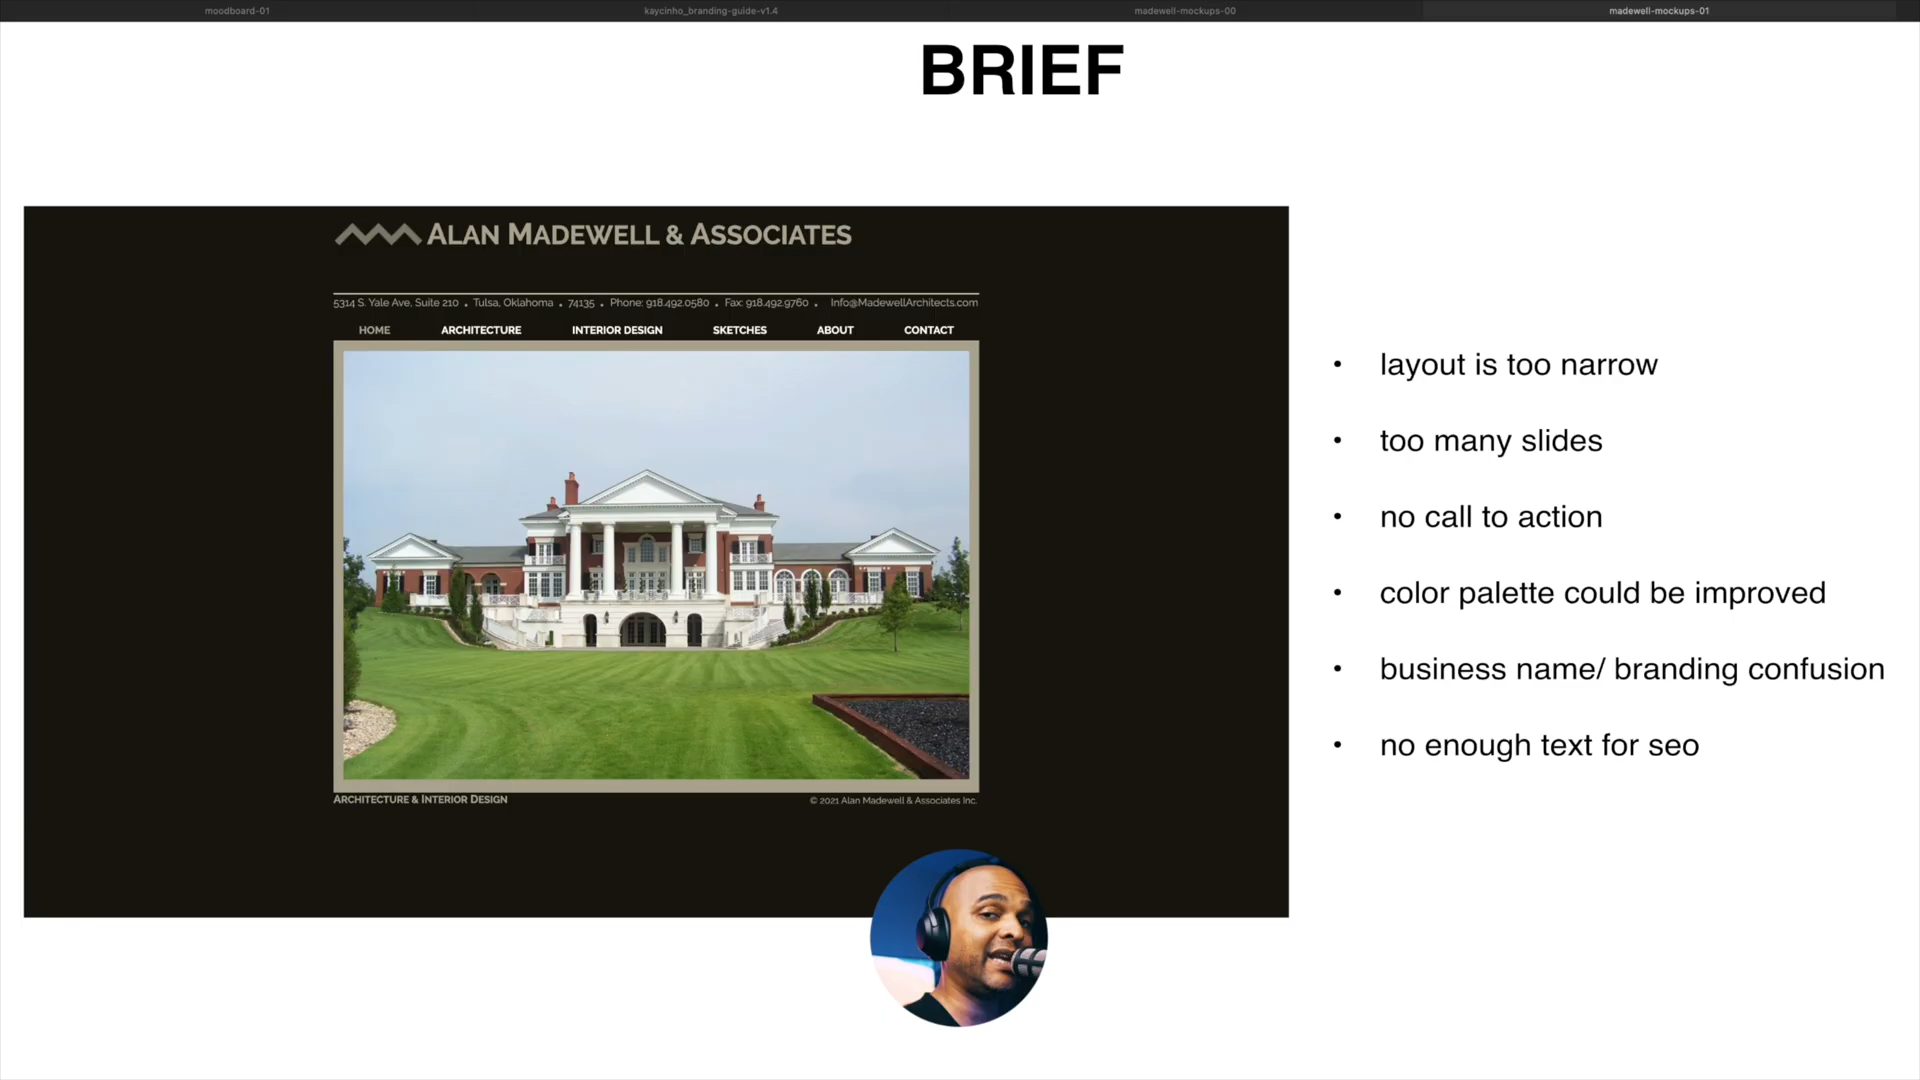 moodboard-01 kaycinho_branding-guide-v1.4 madewell-mockups-00 madewell-mockups-01
BRIEF
ALAN MADEWELL & ASSOCIATES
5314 S. Yale Ave, Suite 210 . Tulsa, Oklahoma . 74135 . Phone: 918.492.0580 . Fax: 918.492.9760 . Info@MadewellArchitects.com
HOME ARCHITECTURE INTERIOR DESIGN SKETCHES ABOUT CONTACT
ARCHITECTURE & INTERIOR DESIGN © 2021 Alan Madewell & Associates Inc.
• layout is too narrow
• too many slides
• no call to action
• color palette could be improved
• business name/ branding confusion
• no enough text for seo